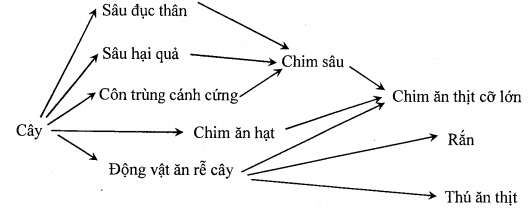 Sâu đục thân
Sâu hại quả
Chim sâu
Côn trùng cánh cứng
Chim ăn thịt cỡ lớn
Cây
Chim ăn hạt
Rắn
Động vật ăn rễ cây
Thú ăn thịt